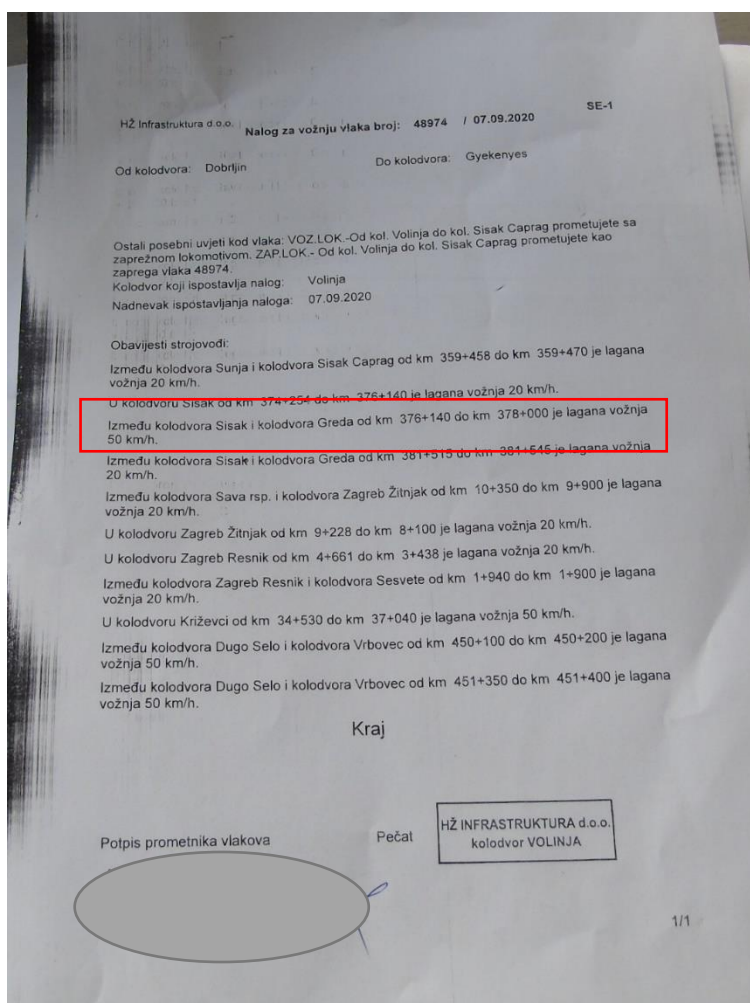 SE-1
HŽ Infrastruktura d.o.o. Nalog za vožnju vlaka broj: 48974 / 07.09.2020
Od kolodvora: Dobrljin Do kolodvora: Gyekenyes
Ostali posebni uvjeti kod vlaka: VOZ.LOK.-Od kol. Volinja do kol. Sisak Caprag prometujete sa
zaprežnom lokomotivom. ZAP.LOK.- Od kol. Volinja do kol. Sisak Caprag prometujete kao
zaprega vlaka 48974.
Kolodvor koji ispostavlja nalog: Volinja
Nadnevak ispostavljanja naloga: 07.09.2020
Obavijesti strojovođi:
Između kolodvora Sunja i kolodvora Sisak Caprag od km 359+458 do km 359+470 je lagana
vožnja 20 km/h.
U kolodvoru Sisak od km 374+254 do km 376+140 je lagana vožnja 20 km/h.
Između kolodvora Sisak i kolodvora Greda od km 376+140 do km 378+000 je lagana vožnja
50 km/h.
Između kolodvora Sisak i kolodvora Greda od km 381+515 do km 381+545 je lagana vožnja
20 km/h.
Između kolodvora Sava rsp. i kolodvora Zagreb Žitnjak od km 10+350 do km 9+900 je lagana
vožnja 20 km/h.
U kolodvoru Zagreb Žitnjak od km 9+228 do km 8+100 je lagana vožnja 20 km/h.
U kolodvoru Zagreb Resnik od km 4+661 do km 3+438 je lagana vožnja 20 km/h.
Između kolodvora Zagreb Resnik i kolodvora Sesvete od km 1+940 do km 1+900 je lagana
vožnja 20 km/h.
U kolodvoru Križevci od km 34+530 do km 37+040 je lagana vožnja 50 km/h.
Između kolodvora Dugo Selo i kolodvora Vrbovec od km 450+100 do km 450+200 je lagana
vožnja 50 km/h.
Između kolodvora Dugo Selo i kolodvora Vrbovec od km 451+350 do km 451+400 je lagana
vožnja 50 km/h.
Kraj
Potpis prometnika vlakova Pečat
HŽ INFRASTRUKTURA d.o.o.
kolodvor VOLINJA
1/1